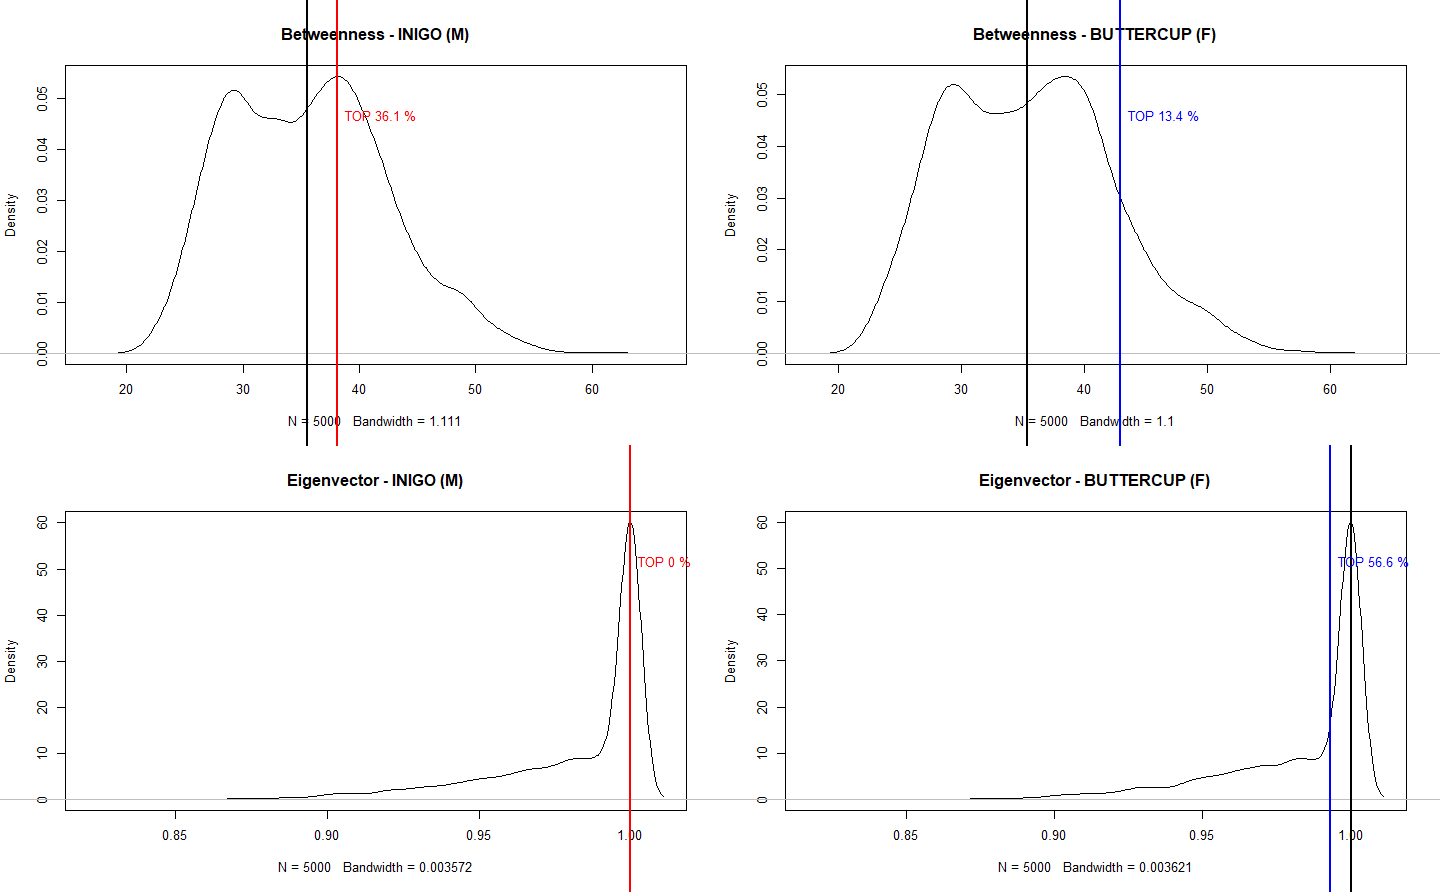 Betweenness - INIGO (M)
TOP 36.1 %
Density
0.00 0.01 0.02 0.03 0.04 0.05
20 30 40 50 60
N = 5000 Bandwidth = 1.111
Betweenness - BUTTERCUP (F)
TOP 13.4 %
Density
0.00 0.01 0.02 0.03 0.04 0.05
20 30 40 50 60
N = 5000 Bandwidth = 1.1
Eigenvector - INIGO (M)
TOP 0 %
Density
0 10 20 30 40 50 60
0.85 0.90 0.95 1.00
N = 5000 Bandwidth = 0.003572
Eigenvector - BUTTERCUP (F)
TOP 56.6 %
Density
0 10 20 30 40 50 60
0.85 0.90 0.95 1.00
N = 5000 Bandwidth = 0.003621